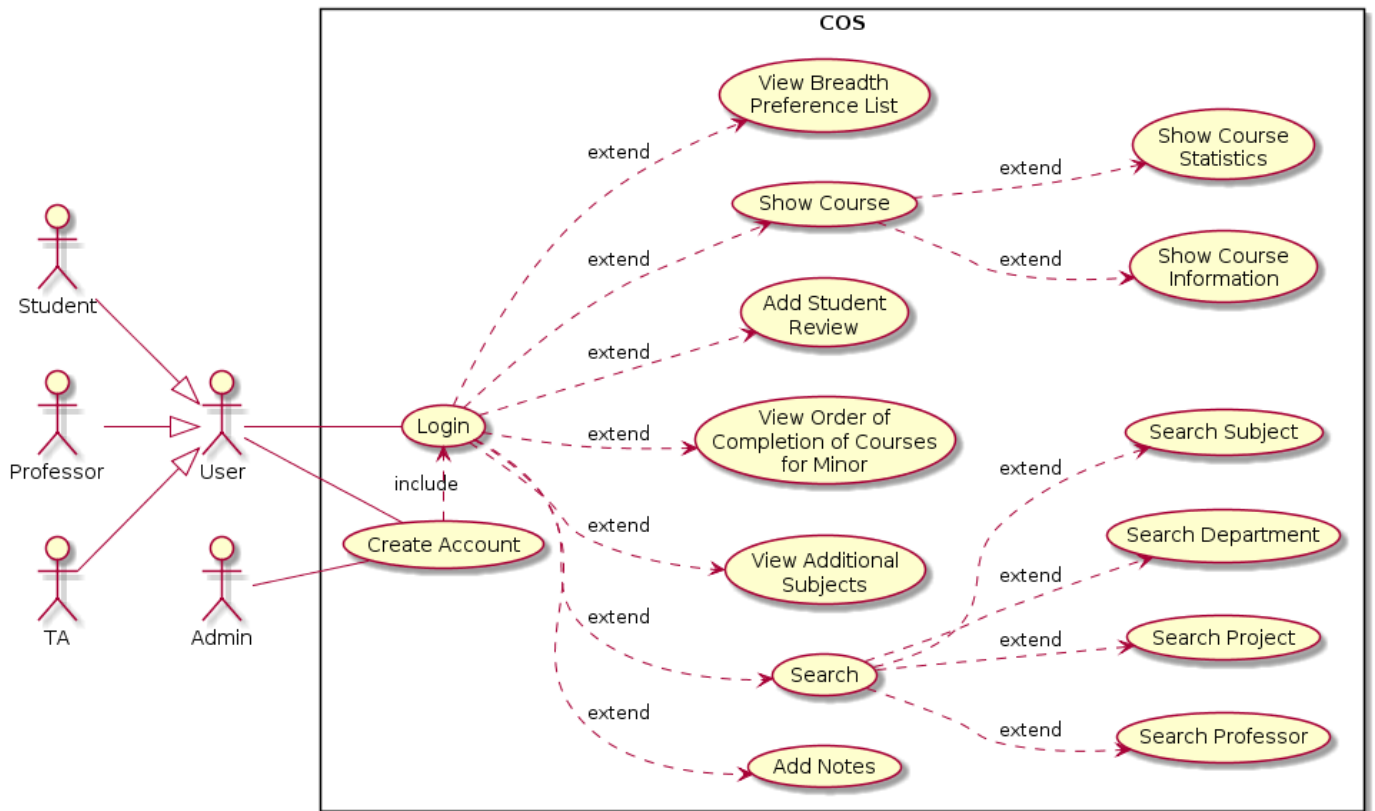 COS
View Breadth
Preference List
extend
Show Course
Statistics
extend
Show Course
extend
extend
Show Course
Information
Student
Add Student
Review
extend
Professor
User
Login
extend
View Order of
Completion of Courses
for Minor
Search Subject
extend
include
TA
Admin
Create Account
extend
View Additional
Subjects
Search Department
extend
extend
Search
extend
Search Project
extend
extend
Search Professor
Add Notes